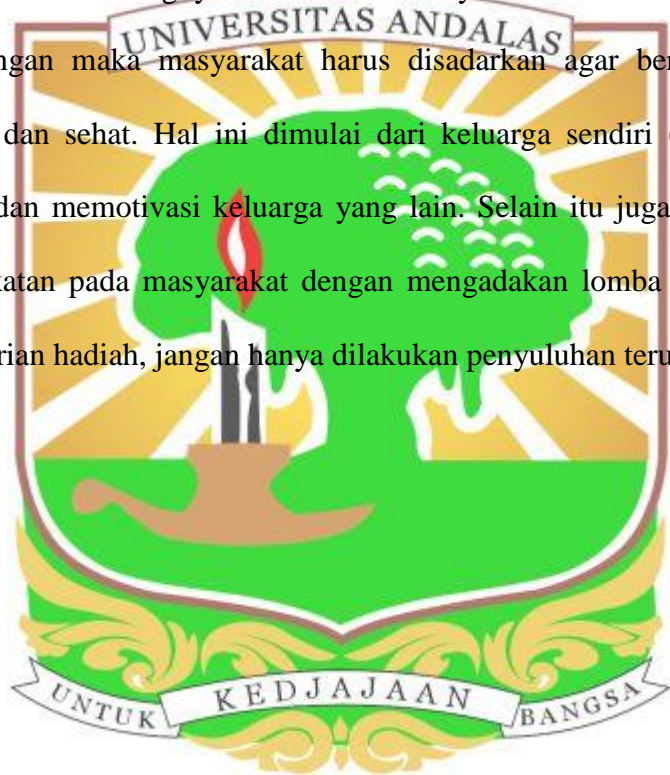 UNIVERSITAS ANDALAS
ngan maka masyarakat harus disadarkan agar ber
dan sehat. Hal ini dimulai dari keluarga sendiri
dan memotivasi keluarga yang lain. Selain itu juga
katan pada masyarakat dengan mengadakan lomba
rian hadiah, jangan hanya dilakukan penyuluhan teru
UNTUK KEDJAJAAN BANGSA